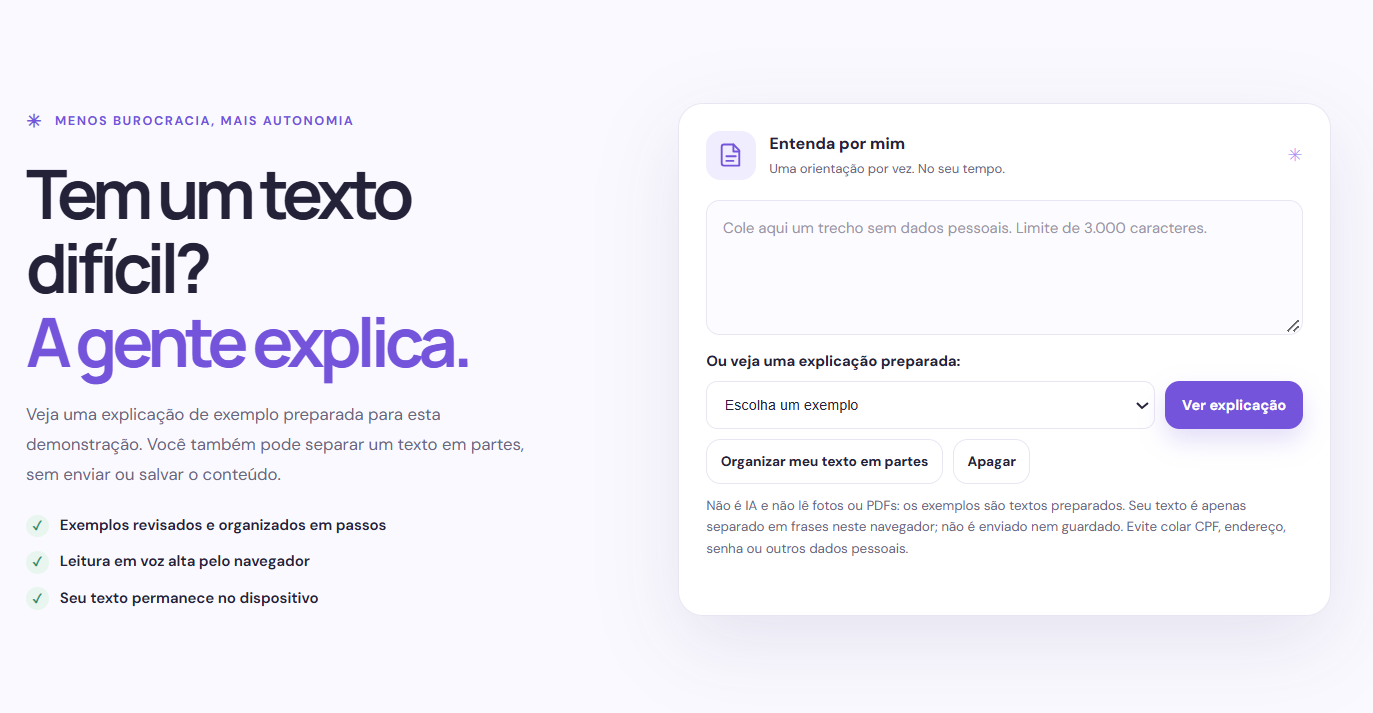 MENOS BUROCRACIA, MAIS AUTONOMIA
Tem um texto
difícil?
A gente explica.
Veja uma explicação de exemplo preparada para esta
demonstração. Você também pode separar um texto em partes,
sem enviar ou salvar o conteúdo.
Exemplos revisados e organizados em passos
Leitura em voz alta pelo navegador
Seu texto permanece no dispositivo
Entenda por mim
Uma orientação por vez. No seu tempo.
Cole aqui um trecho sem dados pessoais. Limite de 3.000 caracteres.
Ou veja uma explicação preparada:
Escolha um exemplo
Ver explicação
Organizar meu texto em partes
Apagar
Não é IA e não lê fotos ou PDFs: os exemplos são textos preparados. Seu texto é apenas
separado em frases neste navegador; não é enviado nem guardado. Evite colar CPF, endereço,
senha ou outros dados pessoais.